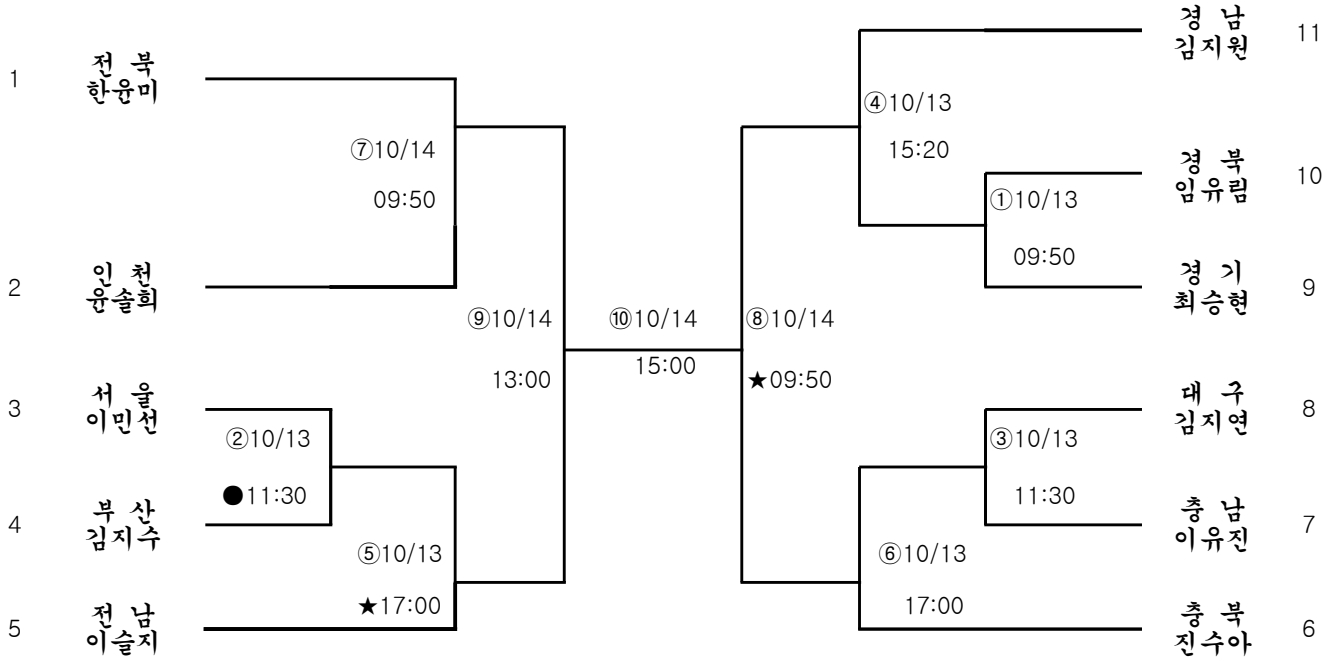 1
전 북
한윤미
⑦10/14
09:50
2
인 천
윤솔희
3
서 울
이민선
②10/13
●11:30
4
부 산
김지수
⑤10/13
★17:00
5
전 남
이슬지
⑨10/14
13:00
⑩10/14
15:00
⑧10/14
★09:50
경 남
김지원
11
④10/13
15:20
경 북
임유림
10
①10/13
09:50
경 기
최승현
9
대 구
김지연
8
③10/13
11:30
충 남
이유진
7
⑥10/13
17:00
충 북
진수아
6